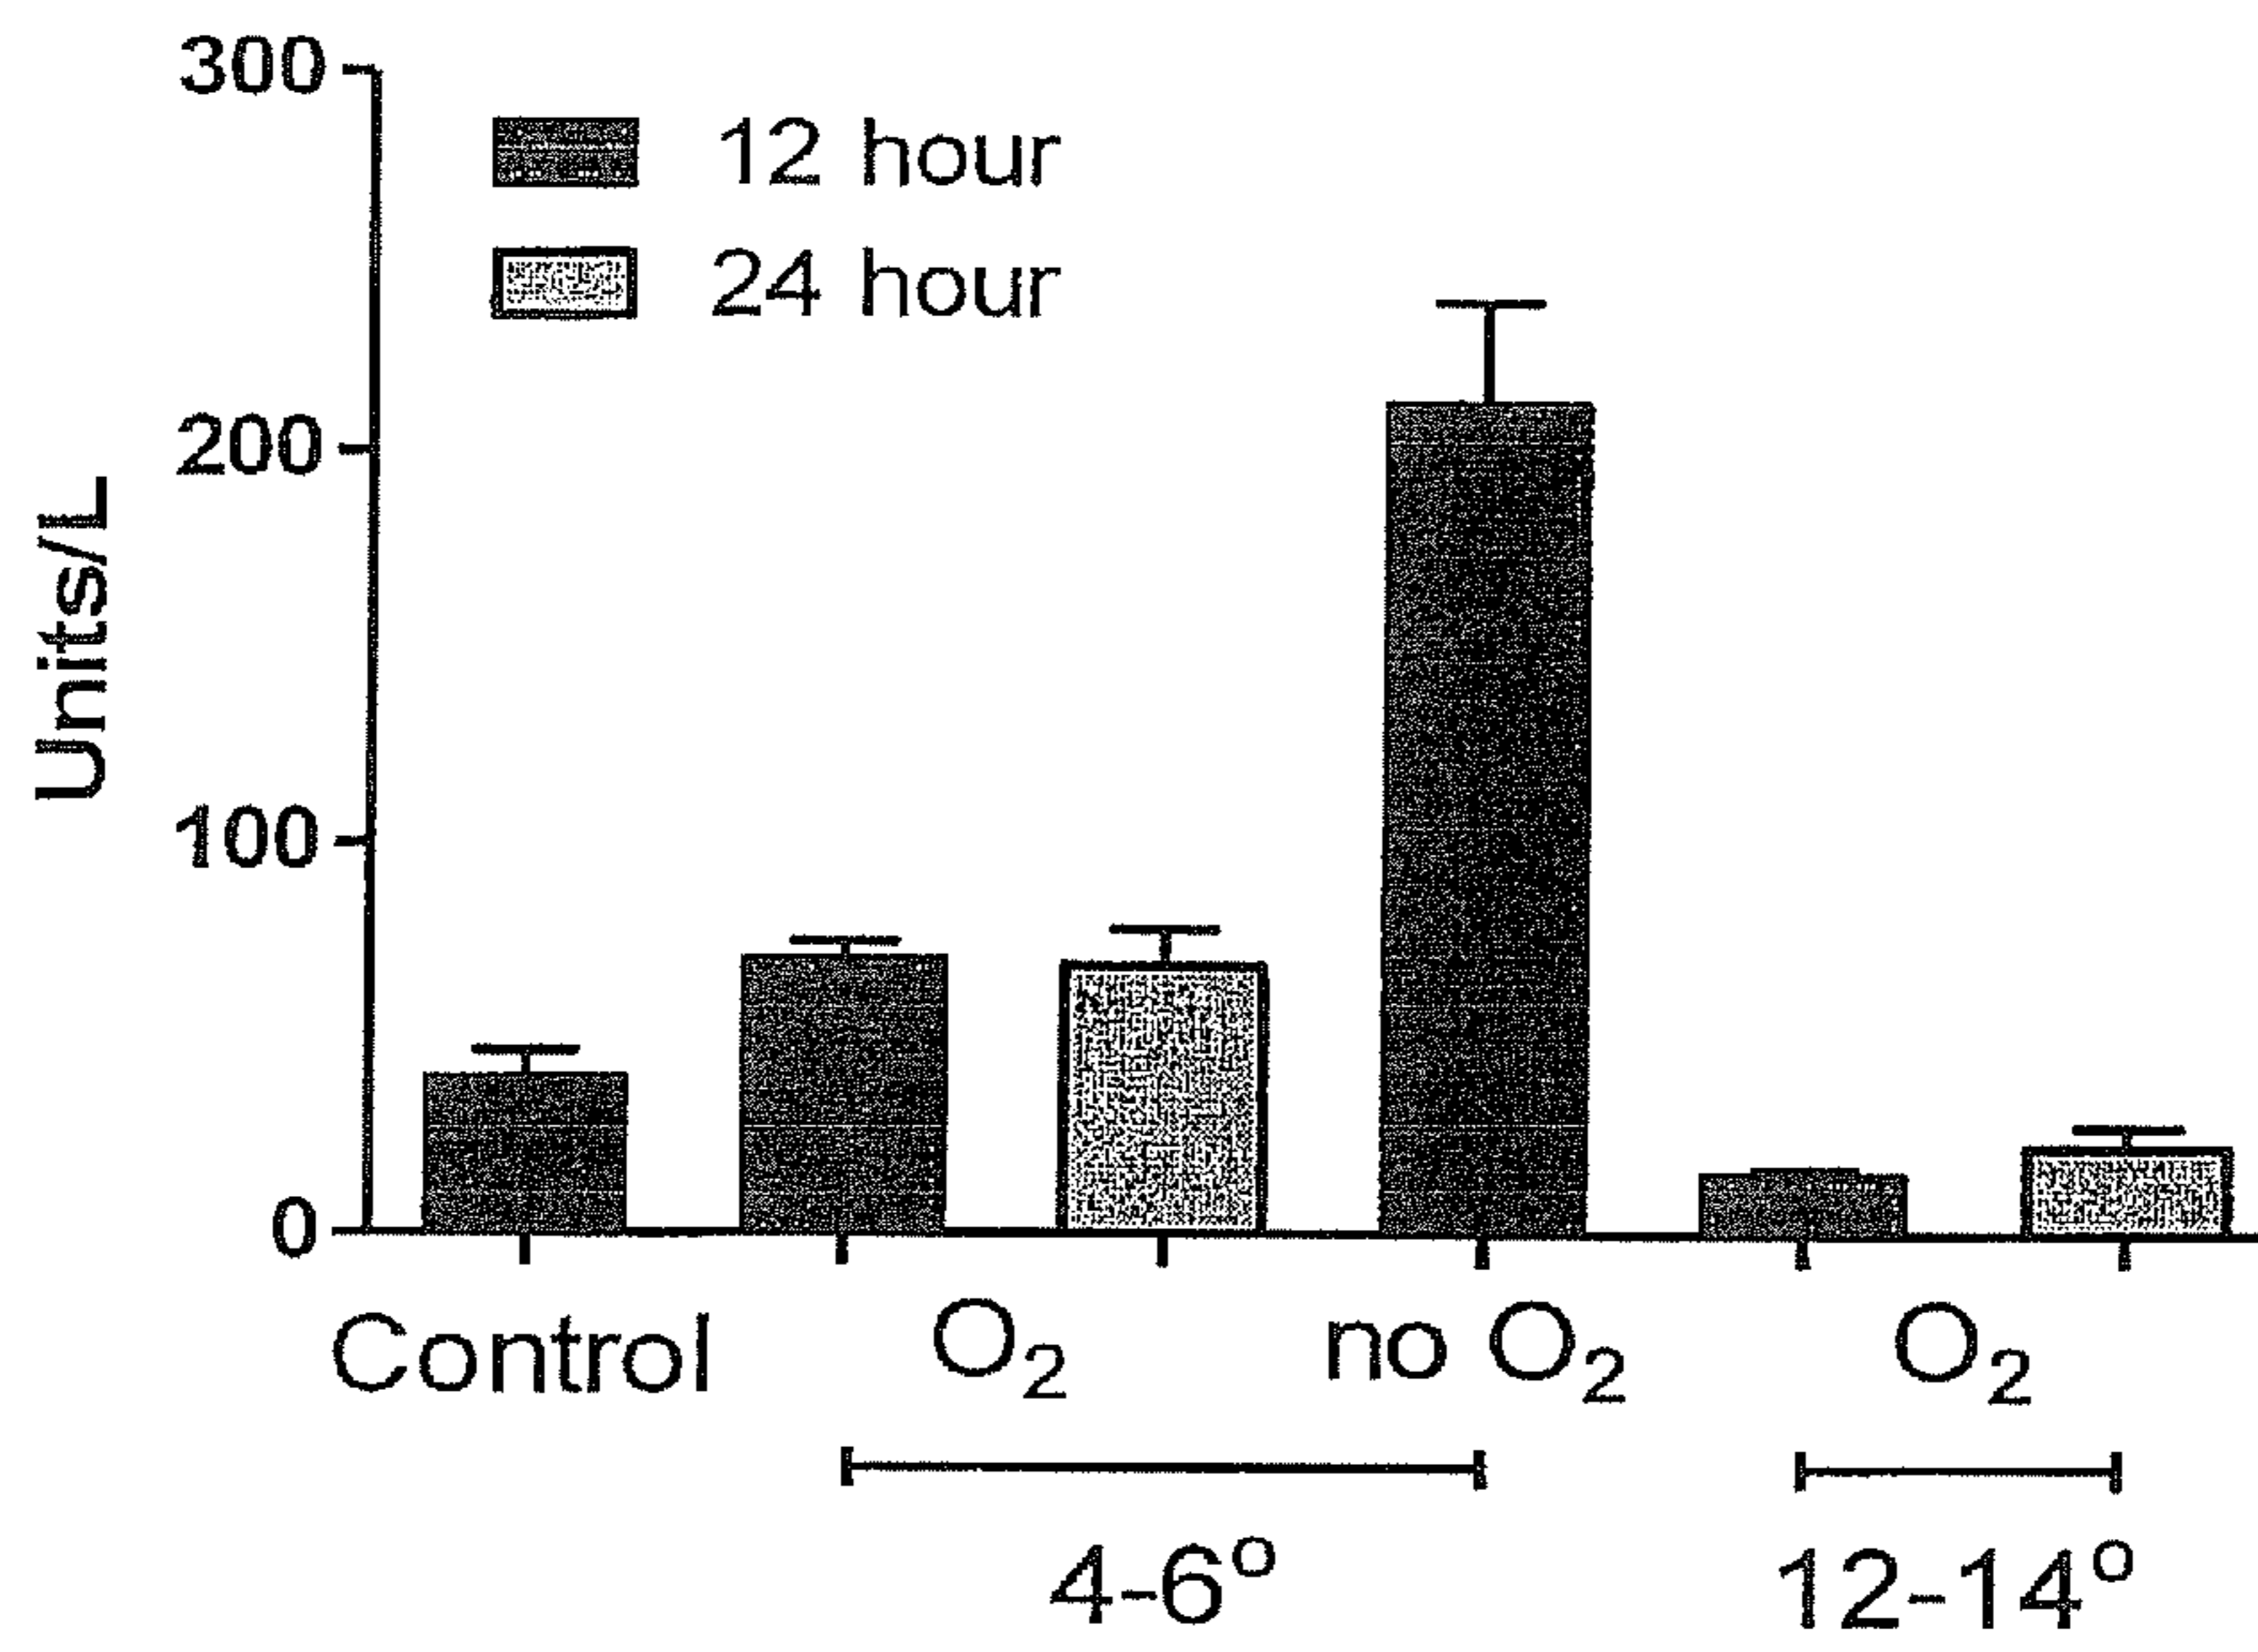 300
12 hour
24 hour
200
Units/L
100
0
Control O₂ no O₂ O₂
4-6° 12-14°